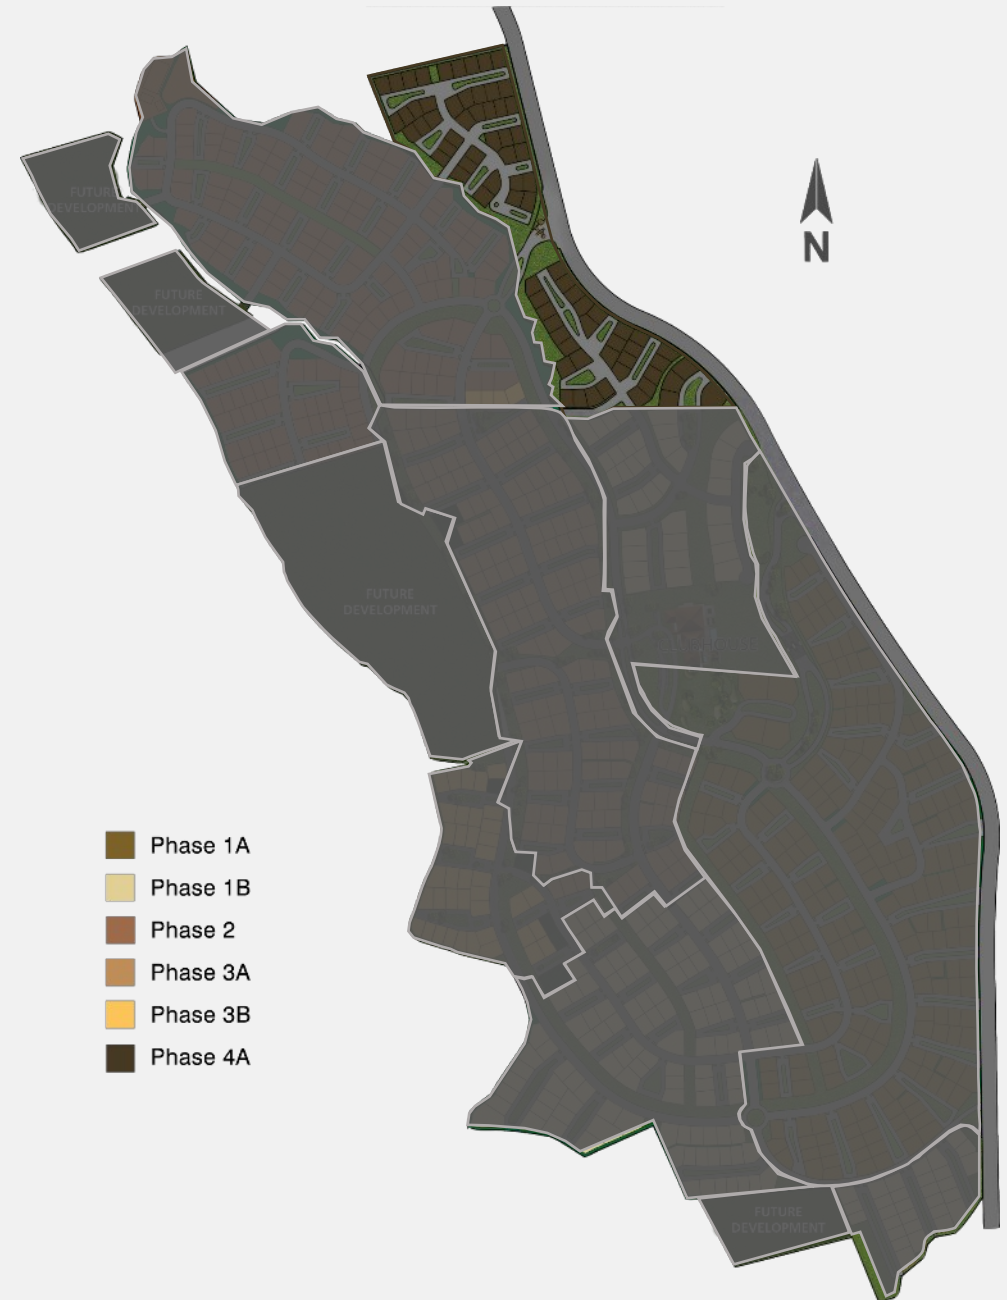 FUTURE
DEVELOPMENT
N
FUTURE
DEVELOPMENT
FUTURE
DEVELOPMENT
Phase 1A
Phase 1B
Phase 2
Phase 3A
Phase 3B
Phase 4A
FUTURE
DEVELOPMENT